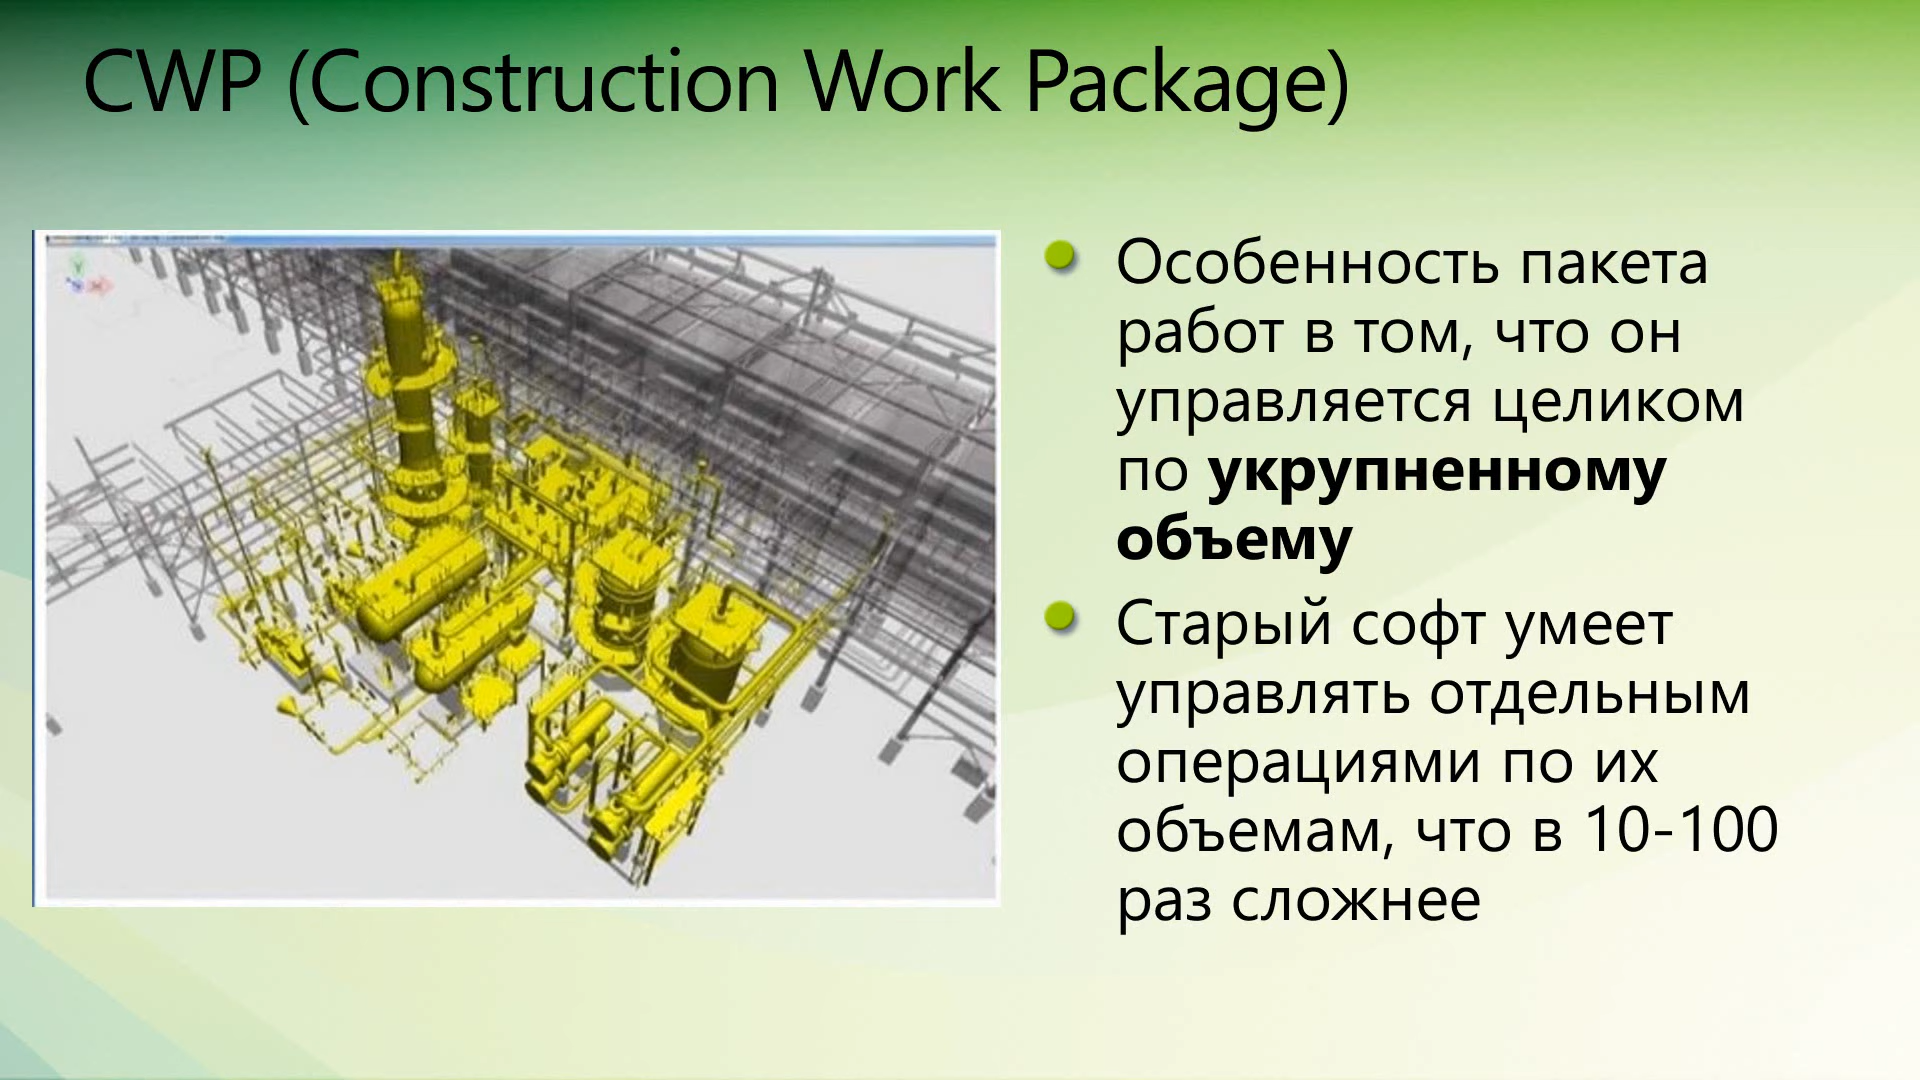 CWP (Construction Work Package)
Особенность пакета
работ в том, что он
управляется целиком
по укрупненному
объему
Старый софт умеет
управлять отдельным
операциями по их
объемам, что в 10-100
раз сложнее